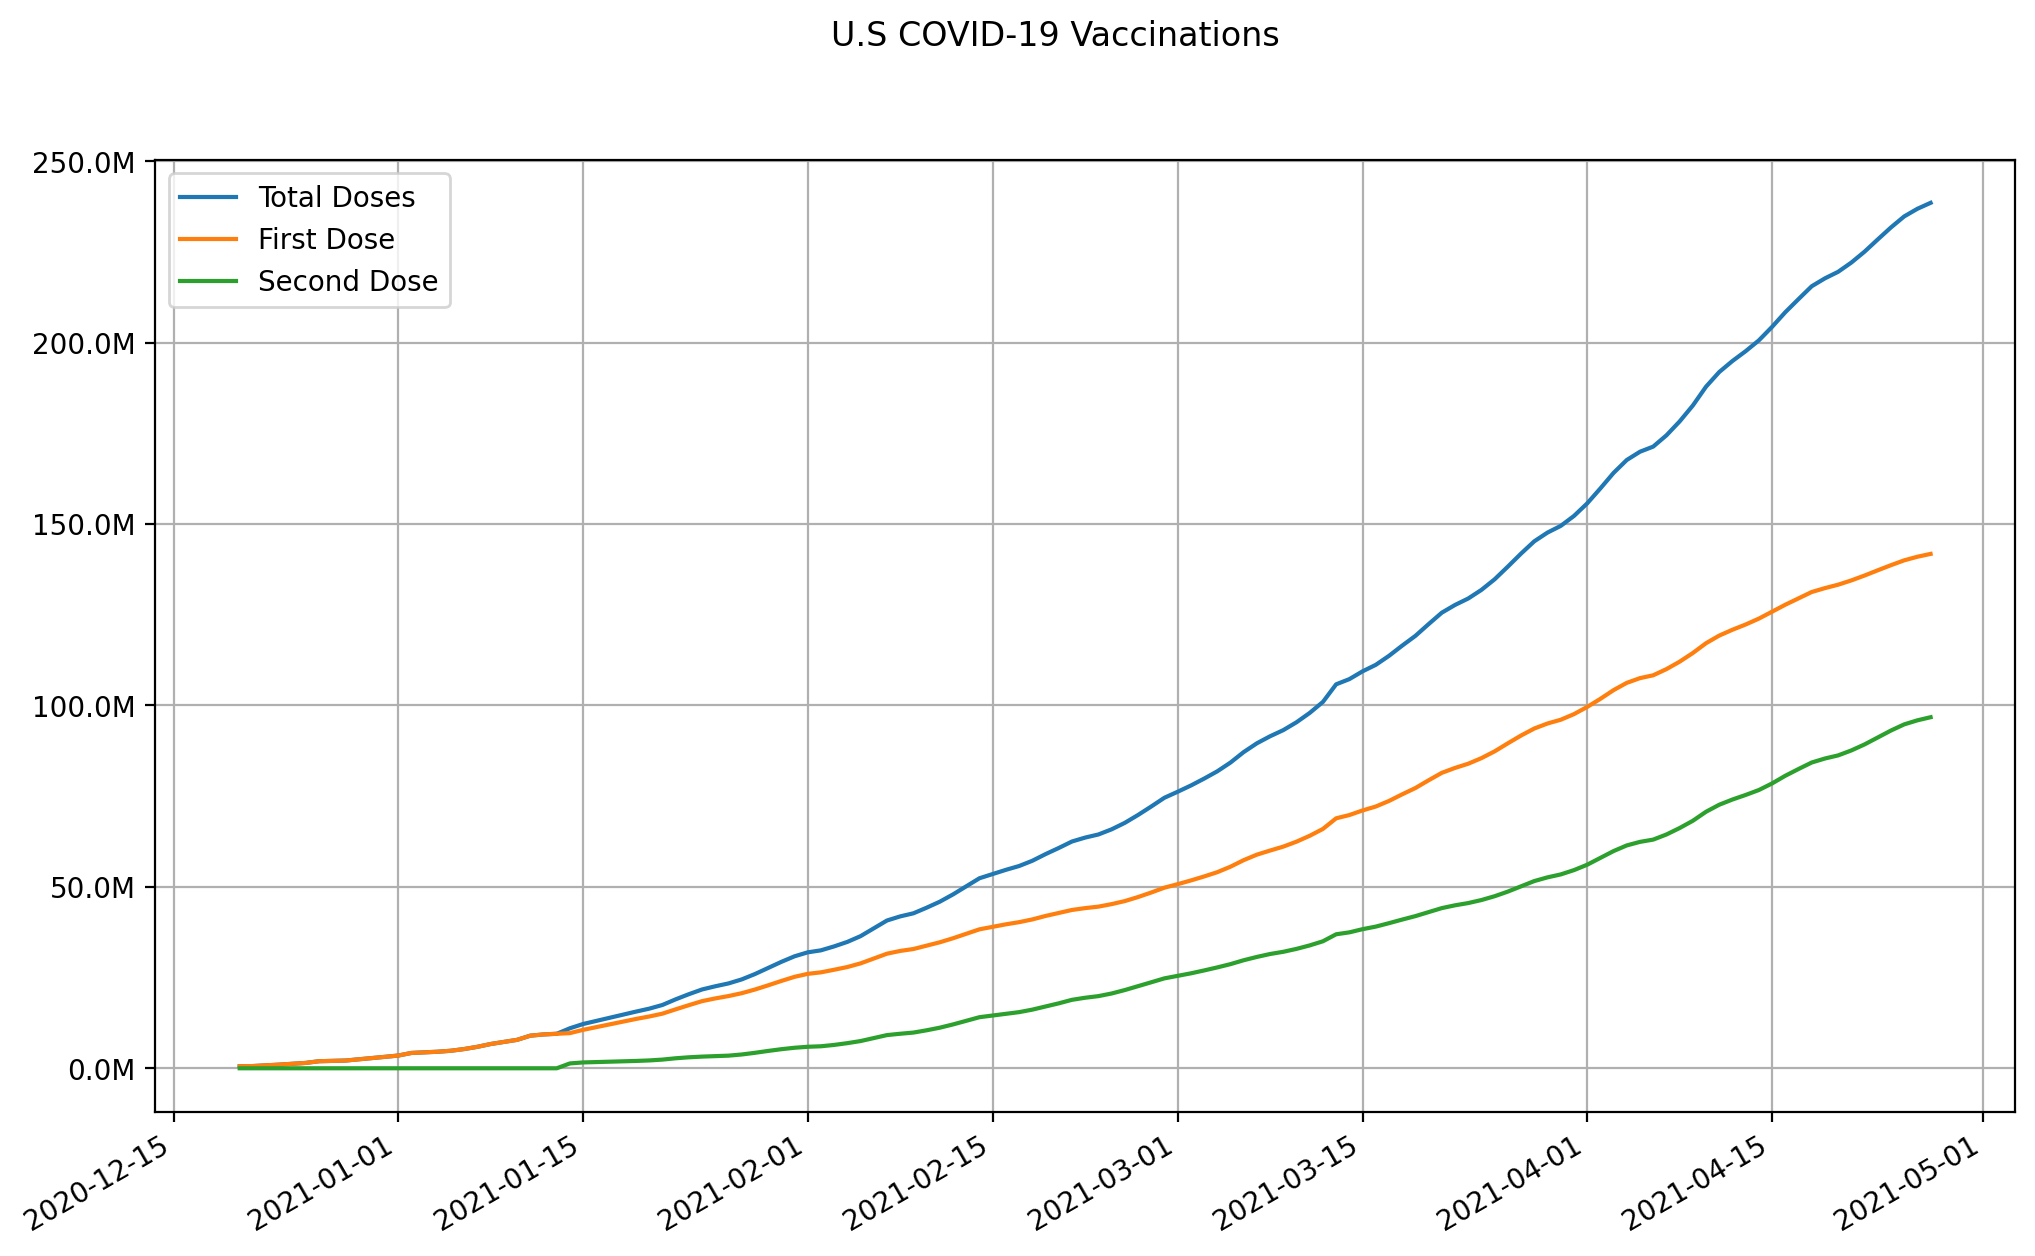 U.S COVID-19 Vaccinations
250.0M
200.0M
150.0M
100.0M
50.0M
0.0M
Total Doses
First Dose
Second Dose
2020-12-15
2021-01-01
2021-01-15
2021-02-01
2021-02-15
2021-03-01
2021-03-15
2021-04-01
2021-04-15
2021-05-01